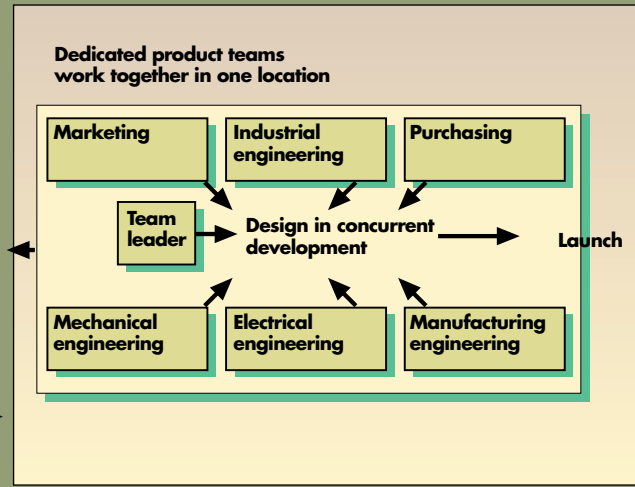 Dedicated product teams
work together in one location
Marketing
Industrial
engineering
Purchasing
Team
leader
Design in concurrent
development
Launch
Mechanical
engineering
Electrical
engineering
Manufacturing
engineering